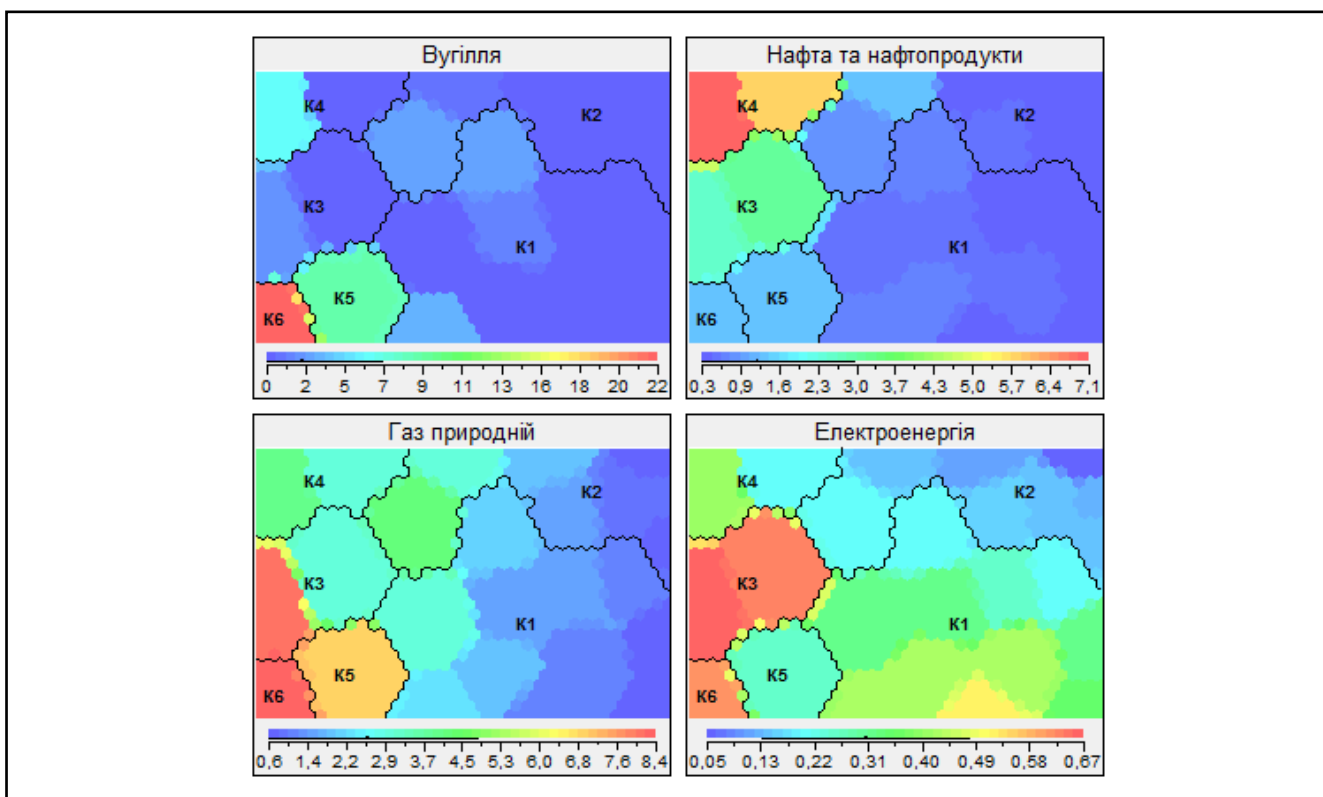 Вугілля
Нафта та нафтопродукти
К4
К2
К3
К1
К5
К6
К4
К2
К3
К1
К5
К6
0 2 5 7 9 11 13 16 18 20 22
0,3 0,9 1,6 2,3 3,0 3,7 4,3 5,0 5,7 6,4 7,1
Газ природній
Електроенергія
К4
К2
К3
К1
К5
К6
К4
К2
К3
К1
К5
К6
0,6 1,4 2,2 2,9 3,7 4,5 5,3 6,0 6,8 7,6 8,4
0,05 0,13 0,22 0,31 0,40 0,49 0,58 0,67